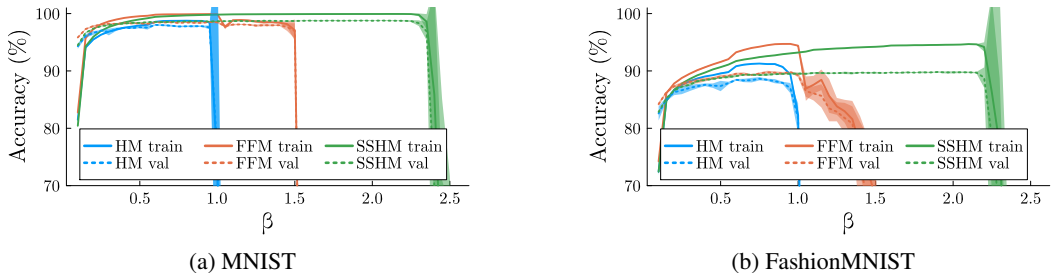 Accuracy (%)
100
90
80
70
HM train FFM train SSHM train
HM val FFM val SSHM val
0.5 1.0 1.5 2.0 2.5
β
(a) MNIST
Accuracy (%)
100
90
80
70
HM train FFM train SSHM train
HM val FFM val SSHM val
0.5 1.0 1.5 2.0 2.5
β
(b) FashionMNIST